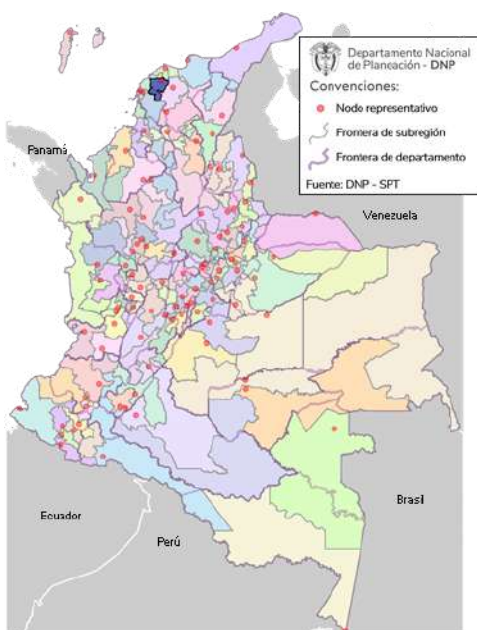 Departamento Nacional
de Planeación - DNP
Convenciones:
Nodo representativo
Frontera de subregión
Frontera de departamento
Fuente: DNP - SPT
Panamá
Venezuela
Ecuador
Perú
Brasil